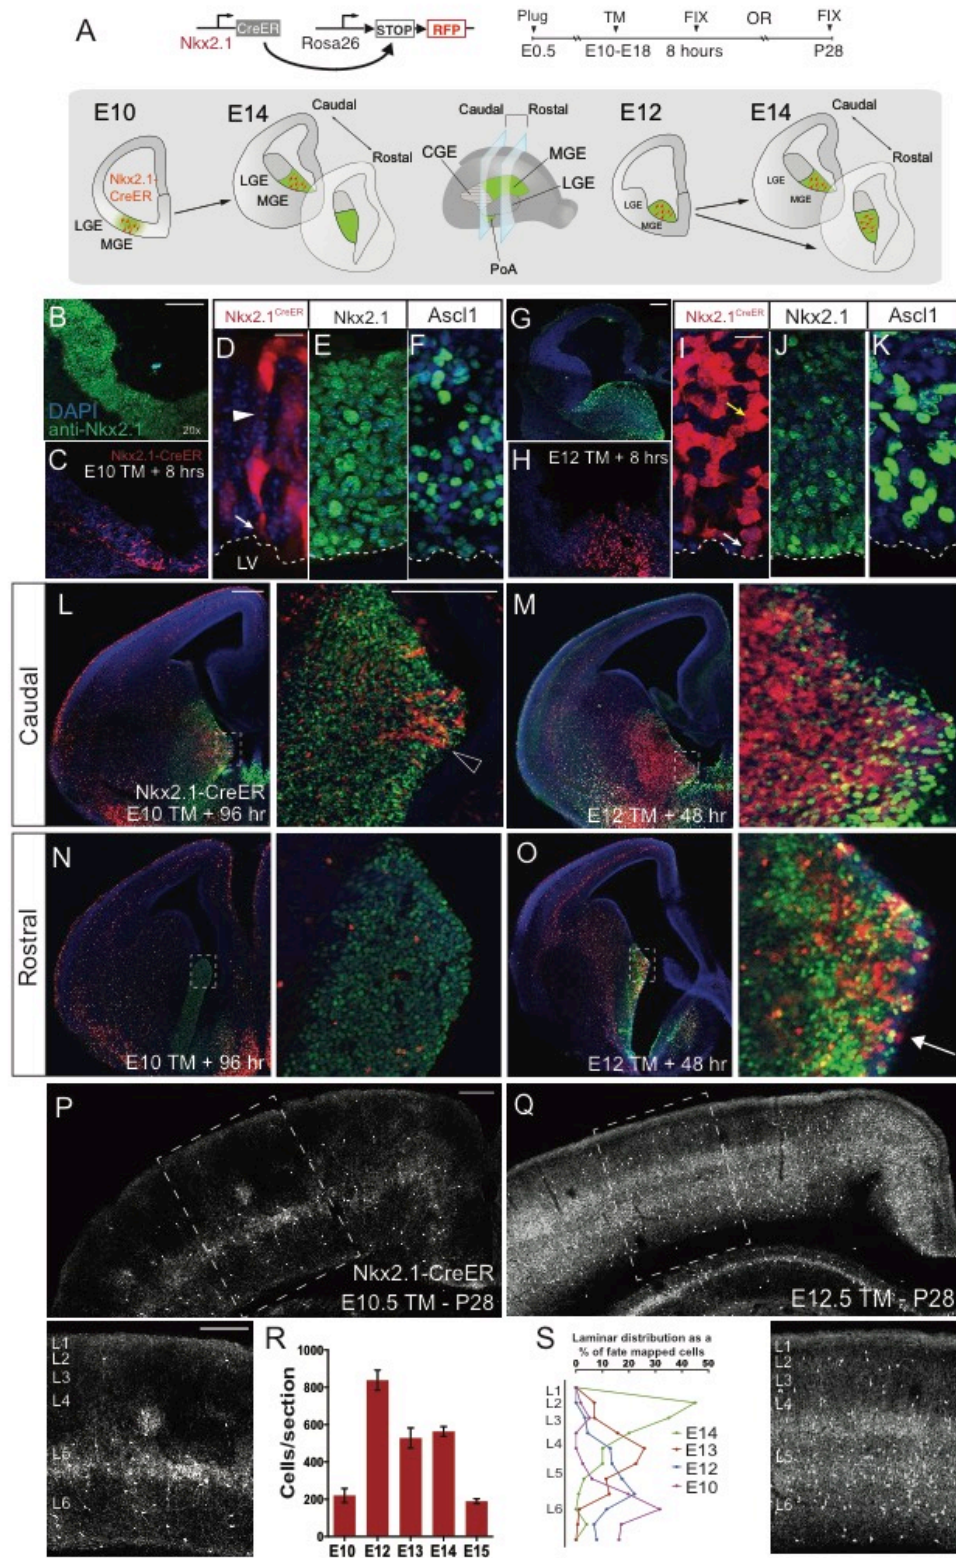 A
Nkx2.1
CreER
Rosa26
STOP
RFP
Plug TM FIX OR FIX
E0.5 E10-E18 8 hours P28
E10
E14
Caudal
Rostal
Nkx2.1-
CreER
LGE
MGE
LGE
MGE
Caudal Rostal
CGE
MGE
LGE
PoA
E12
E14
Caudal
Rostal
LGE
MGE
LGE
MGE
B
DAPI
anti-Nkx2.1
20x
C
Nkx2.1-CreER
E10 TM + 8 hrs
Nkx2.1CreER
Nkx2.1
Ascl1
D
E
F
LV
G
H
E12 TM + 8 hrs
Nkx2.1CreER
Nkx2.1
Ascl1
I
J
K
Caudal
L
Nkx2.1-CreER
E10 TM + 96 hr
M
E12 TM + 48 hr
Rostral
N
E10 TM + 96 hr
O
E12 TM + 48 hr
P
Nkx2.1-CreER
E10.5 TM - P28
Q
E12.5 TM - P28
L1
L2
L3
L4
L5
L6
R
Cells/section
1000
800
600
400
200
0
E10 E12 E13 E14 E15
S
Laminar distribution as a
% of fate mapped cells
0 10 20 30 40 50
L1
L2
L3
L4
L5
L6
E14
E13
E12
E10
L1
L2
L3
L4
L5
L6